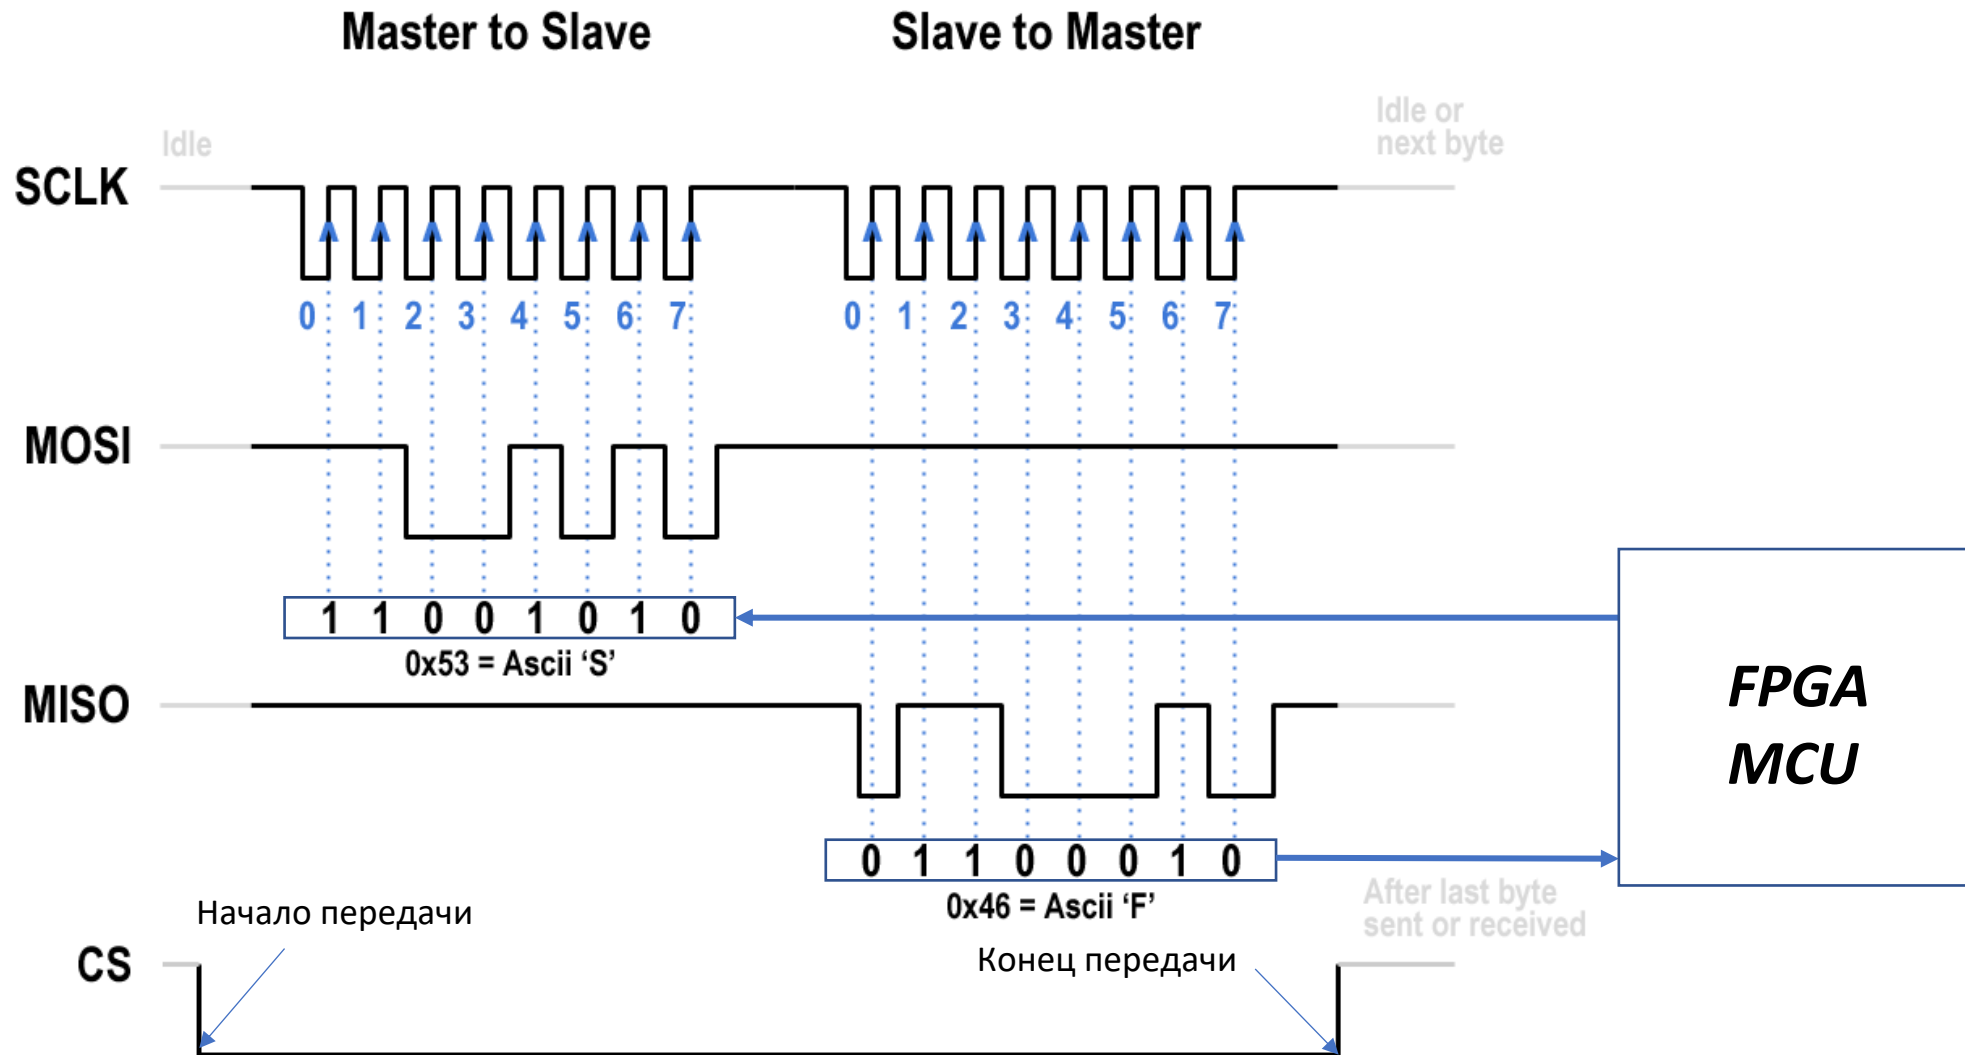 Master to Slave
Slave to Master
Idle
Idle or
next byte
SCLK
0 1 2 3 4 5 6 7
0 1 2 3 4 5 6 7
MOSI
1 1 0 0 1 0 1 0
0x53 = Ascii ‘S’
MISO
FPGA
MCU
0 1 1 0 0 0 1 0
0x46 = Ascii ‘F’
After last byte
sent or received
Начало передачи
CS
Конец передачи